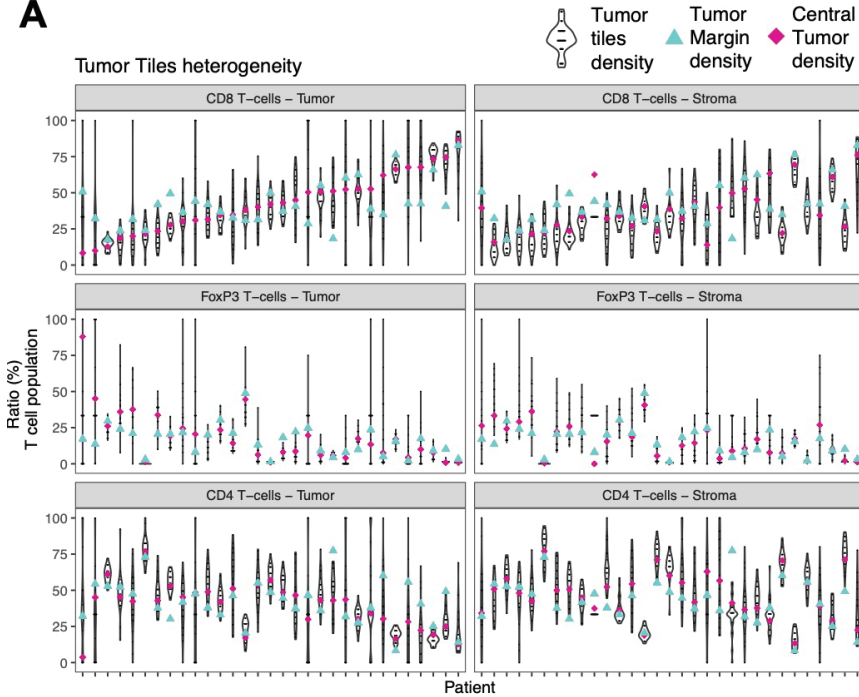 A
Tumor tiles density
Tumor Margin density
Central Tumor density
Tumor Tiles heterogeneity
CD8 T−cells − Tumor
CD8 T−cells − Stroma
100
75
50
25
0
FoxP3 T−cells − Tumor
FoxP3 T−cells − Stroma
100
75
50
25
0
Ratio (%)
T cell population
CD4 T−cells − Tumor
CD4 T−cells − Stroma
100
75
50
25
0
Patient